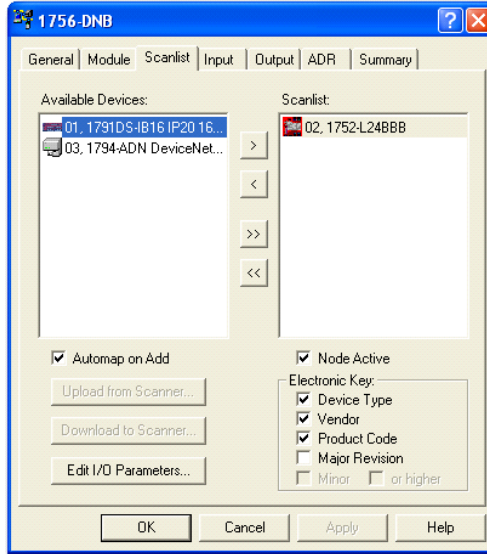 1756-DNB
General Module Scanlist Input Output ADR Summary
Available Devices:
01, 1791DS-IB16 IP20 16...
03, 1794-ADN DeviceNet...
>
<
>>
<<
Scanlist:
02, 1752-L24BBB
Automap on Add
Upload from Scanner...
Download to Scanner...
Edit I/O Parameters...
Node Active
Electronic Key:
Device Type
Vendor
Product Code
Major Revision
Minor or higher
OK Cancel Apply Help